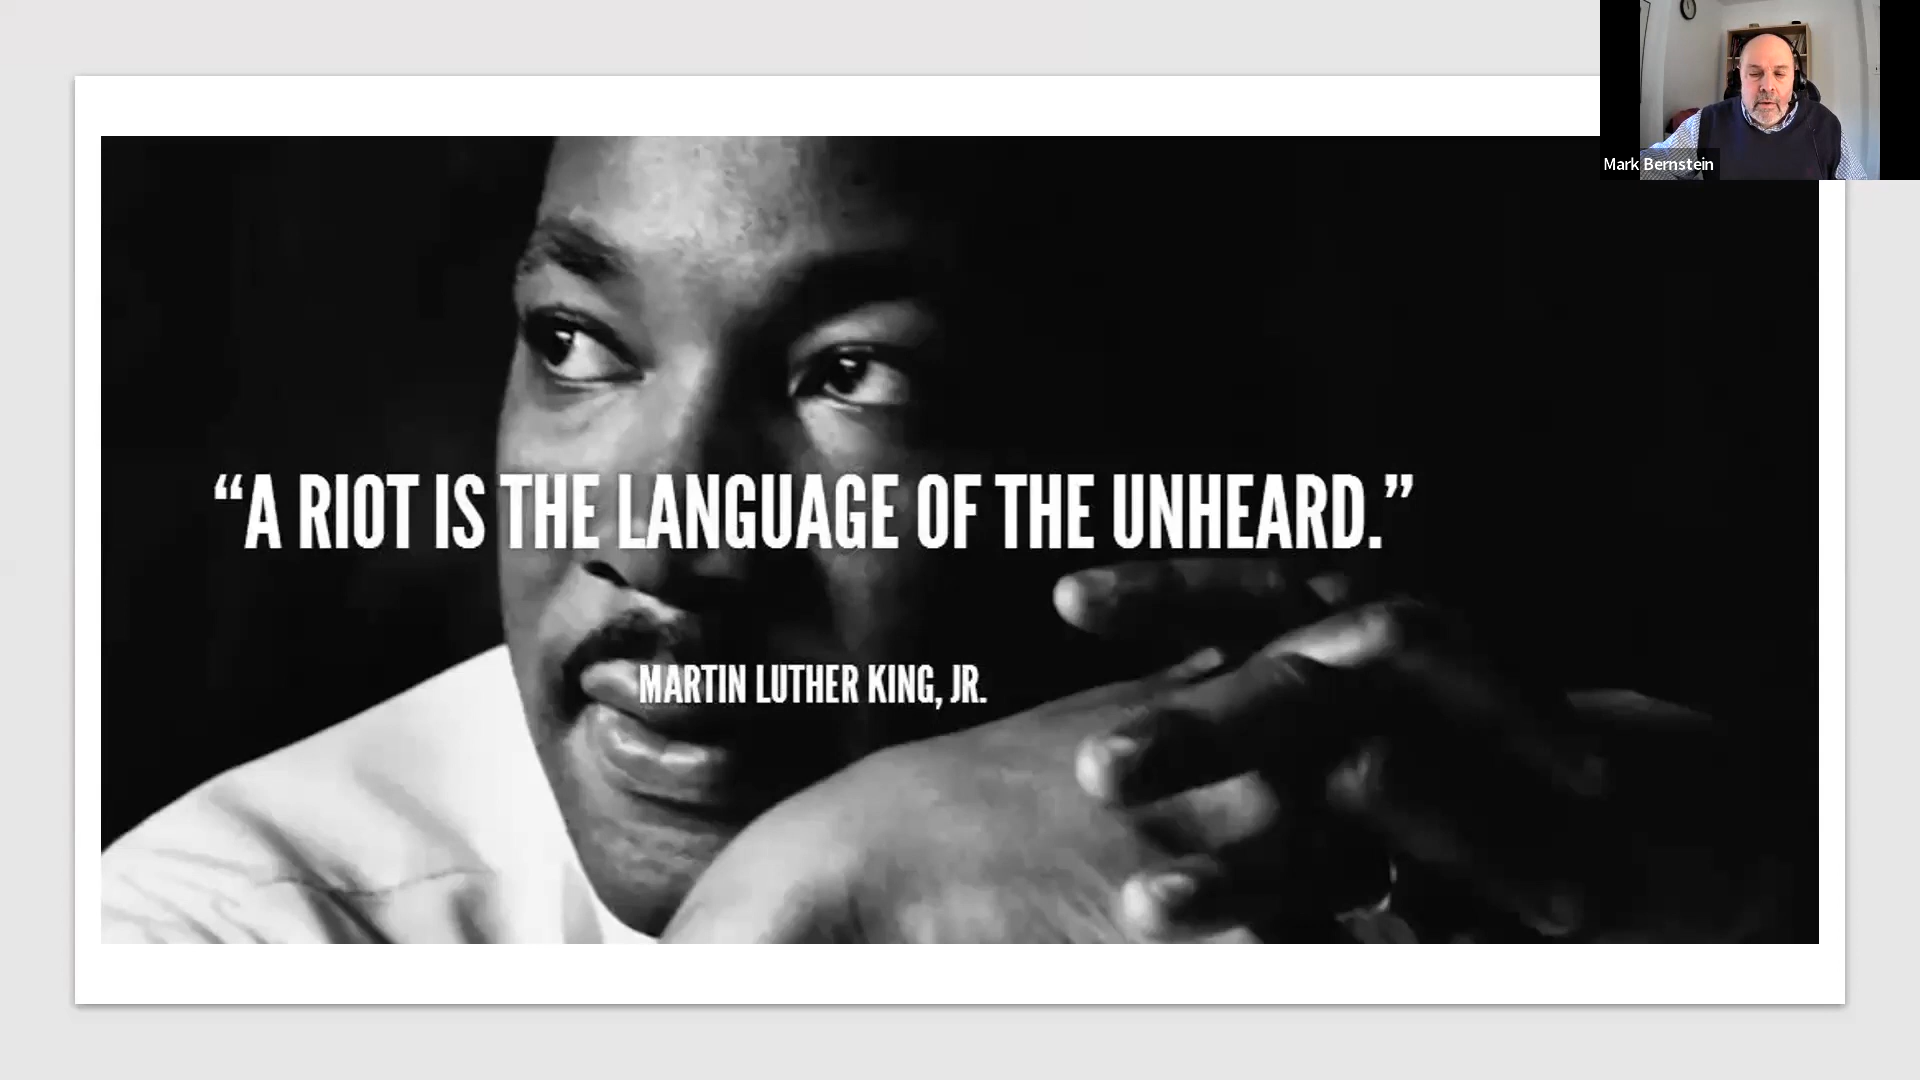 Mark Bernstein
“A RIOT IS THE LANGUAGE OF THE UNHEARD.”
MARTIN LUTHER KING, JR.